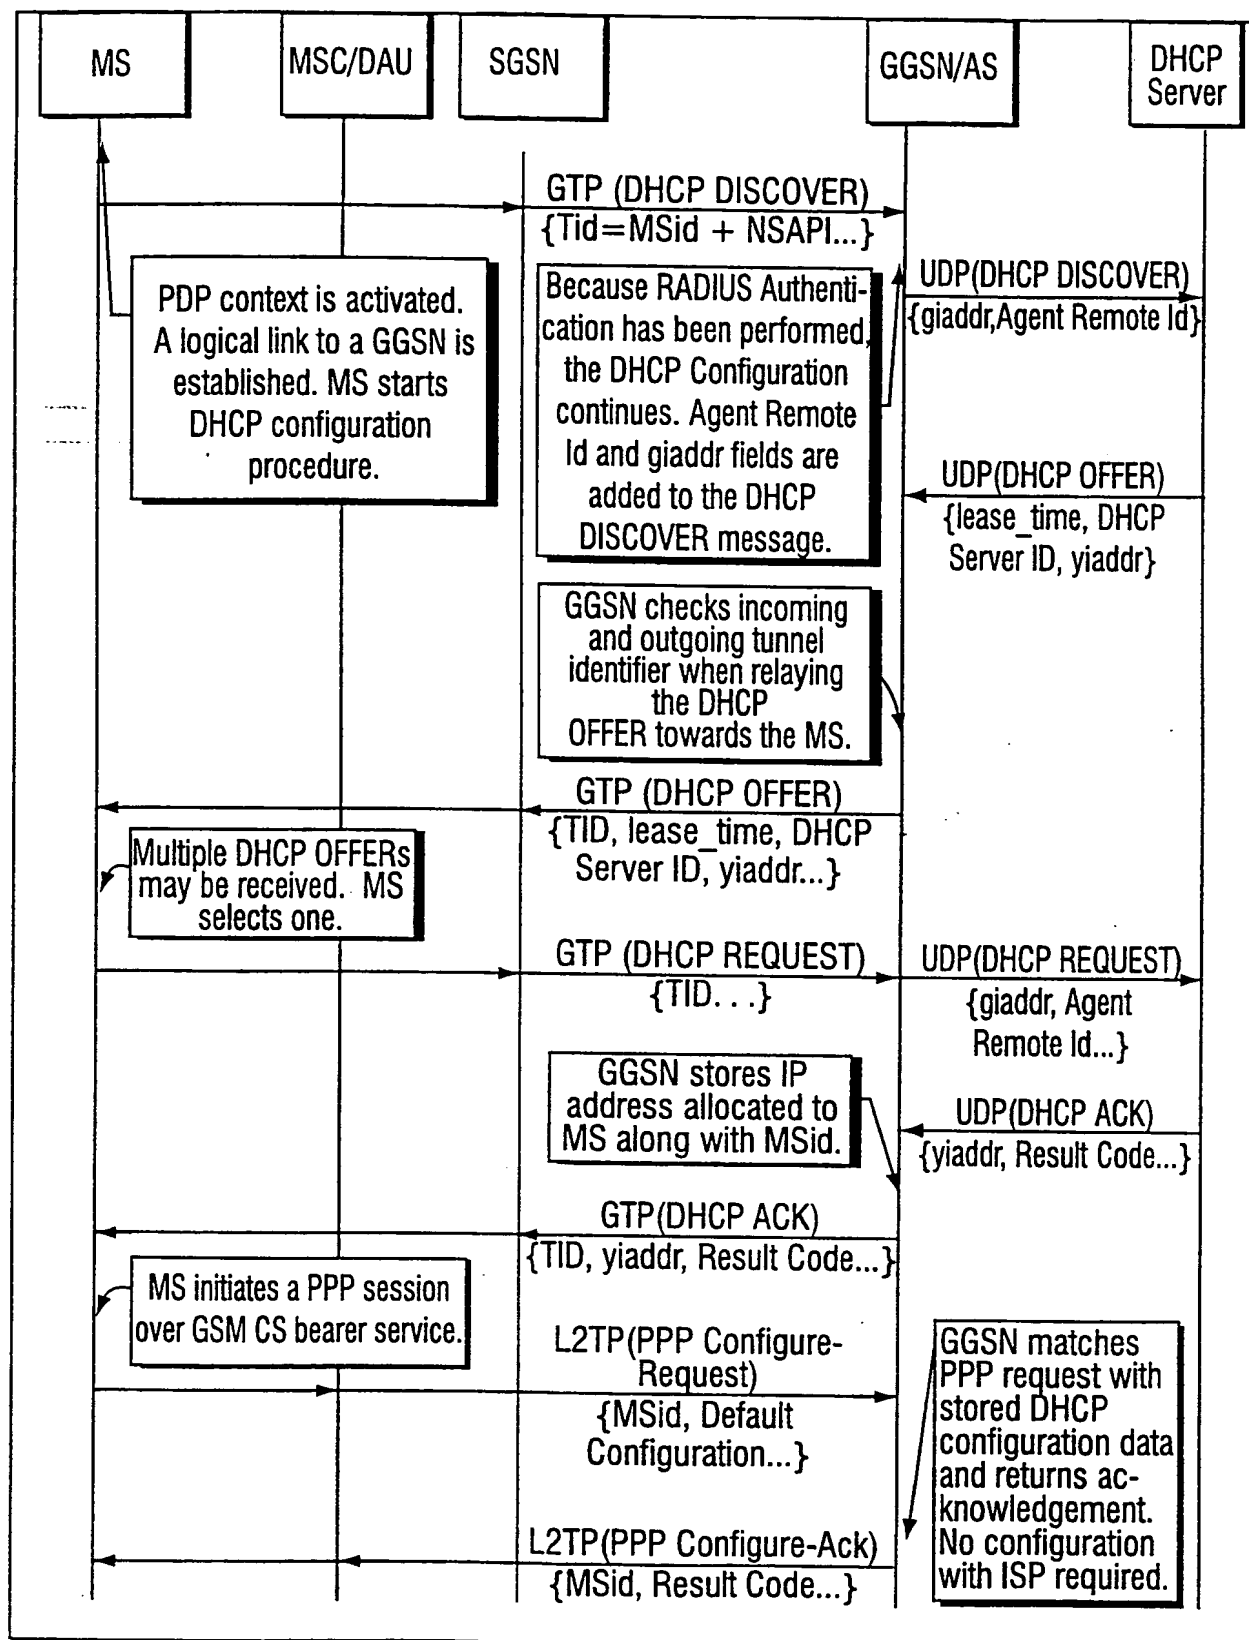 MS
MSC/DAU
SGSN
GGSN/AS
DHCP
Server
GTP (DHCP DISCOVER)
{Tid=MSid + NSAPI...}
PDP context is activated.
A logical link to a GGSN is
established. MS starts
DHCP configuration
procedure.
Because RADIUS Authenti-
cation has been performed,
the DHCP Configuration
continues. Agent Remote
Id and giaddr fields are
added to the DHCP
DISCOVER message.
UDP(DHCP DISCOVER)
{giaddr,Agent Remote Id}
UDP(DHCP OFFER)
{lease_time, DHCP
Server ID, yiaddr}
GGSN checks incoming
and outgoing tunnel
identifier when relaying
the DHCP
OFFER towards the MS.
GTP (DHCP OFFER)
{TID, lease_time, DHCP
Server ID, yiaddr...}
Multiple DHCP OFFERs
may be received. MS
selects one.
GTP (DHCP REQUEST)
{TID. . .}
UDP(DHCP REQUEST)
{giaddr, Agent
Remote Id...}
GGSN stores IP
address allocated to
MS along with MSid.
UDP(DHCP ACK)
{yiaddr, Result Code...}
GTP(DHCP ACK)
{TID, yiaddr, Result Code...}
MS initiates a PPP session
over GSM CS bearer service.
L2TP(PPP Configure-
Request)
{MSid, Default
Configuration...}
GGSN matches
PPP request with
stored DHCP
configuration data
and returns ac-
knowledgement.
No configuration
with ISP required.
L2TP(PPP Configure-Ack)
{MSid, Result Code...}